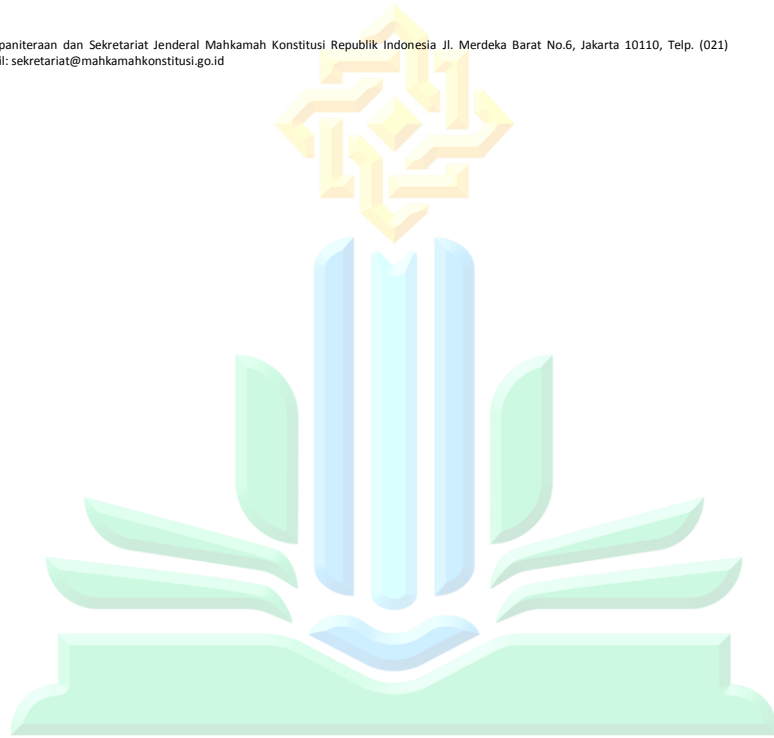 paniteraan dan Sekretariat Jenderal Mahkamah Konstitusi Republik Indonesia Jl. Merdeka Barat No.6, Jakarta 10110, Telp. (021)
il: sekretariat@mahkamahkonstitusi.go.id